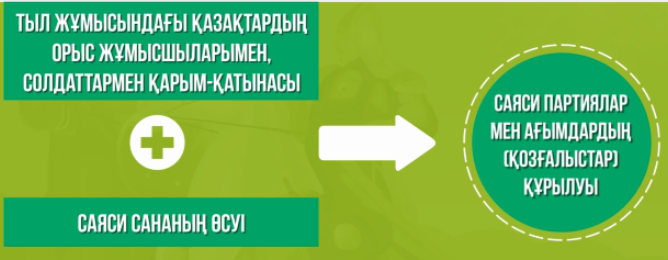 ТЫЛ ЖҰМЫСЫНДАҒЫ ҚАЗАҚТАРДЫҢ
ОРЫС ЖҰМЫСШЫЛАРЫМЕН,
СОЛДАТТАРМЕН ҚАРЫМ-ҚАТЫНАСЫ
САЯСИ САНАНЫҢ ӨСУІ
САЯСИ ПАРТИЯЛАР
МЕН АҒЫМДАРДЫҢ
(ҚОЗҒАЛЫСТАР)
ҚҰРЫЛУЫ